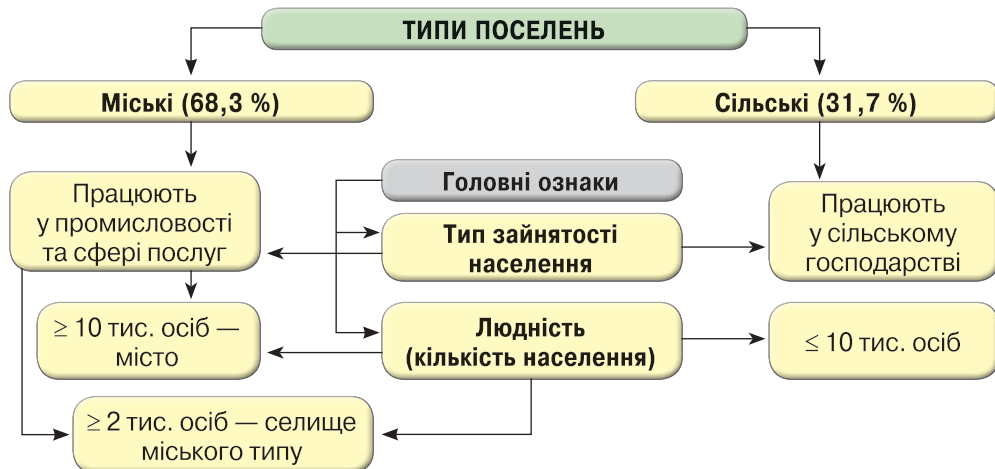 ТИПИ ПОСЕЛЕНЬ
Міські (68,3 %)
Сільські (31,7 %)
Працюють
у промисловості
та сфері послуг
Головні ознаки
Тип зайнятості
населення
Працюють
у сільському
господарстві
≥ 10 тис. осіб —
місто
Людність
(кількість населення)
≤ 10 тис. осіб
≥ 2 тис. осіб — селище
міського типу